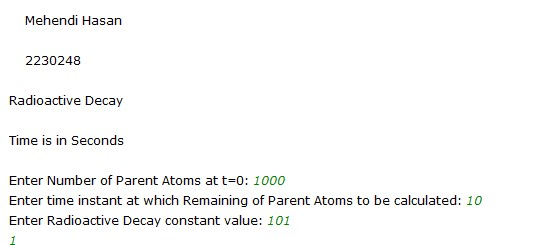 Mehendi Hasan
2230248
Radioactive Decay
Time is in Seconds
Enter Number of Parent Atoms at t=0: 1000
Enter time instant at which Remaining of Parent Atoms to be calculated: 10
Enter Radioactive Decay constant value: 101
1